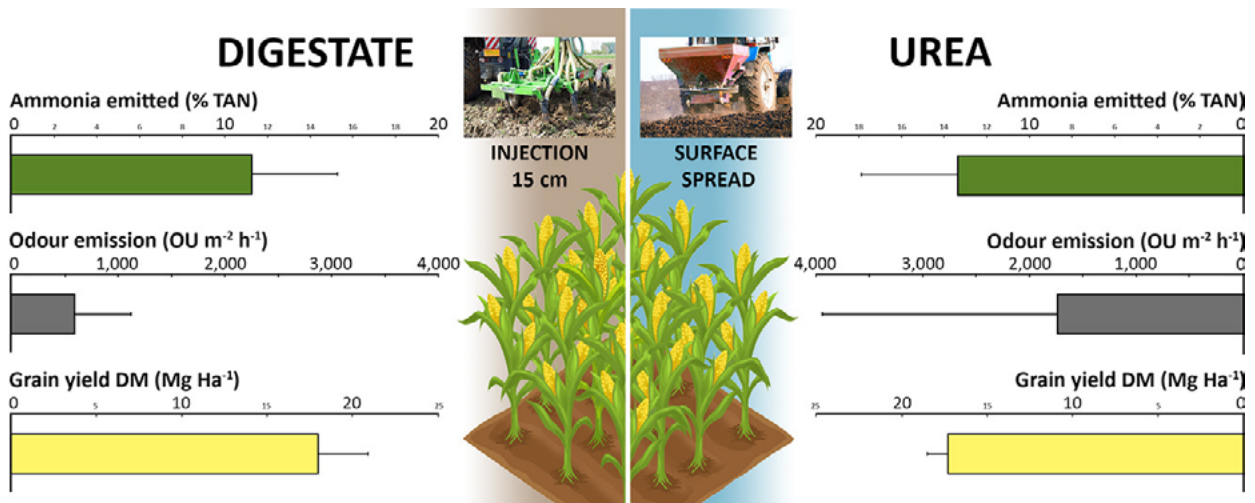 DIGESTATE
Ammonia emitted (% TAN)
0 2 4 6 8 10 12 14 16 18 20
Odour emission (OU m⁻² h⁻¹)
0 1,000 2,000 3,000 4,000
Grain yield DM (Mg Ha⁻¹)
0 5 10 15 20 25
INJECTION
15 cm
SURFACE
SPREAD
UREA
Ammonia emitted (% TAN)
20 18 16 14 12 10 8 6 4 2 0
Odour emission (OU m⁻² h⁻¹)
4,000 3,000 2,000 1,000 0
Grain yield DM (Mg Ha⁻¹)
25 20 15 10 5 0